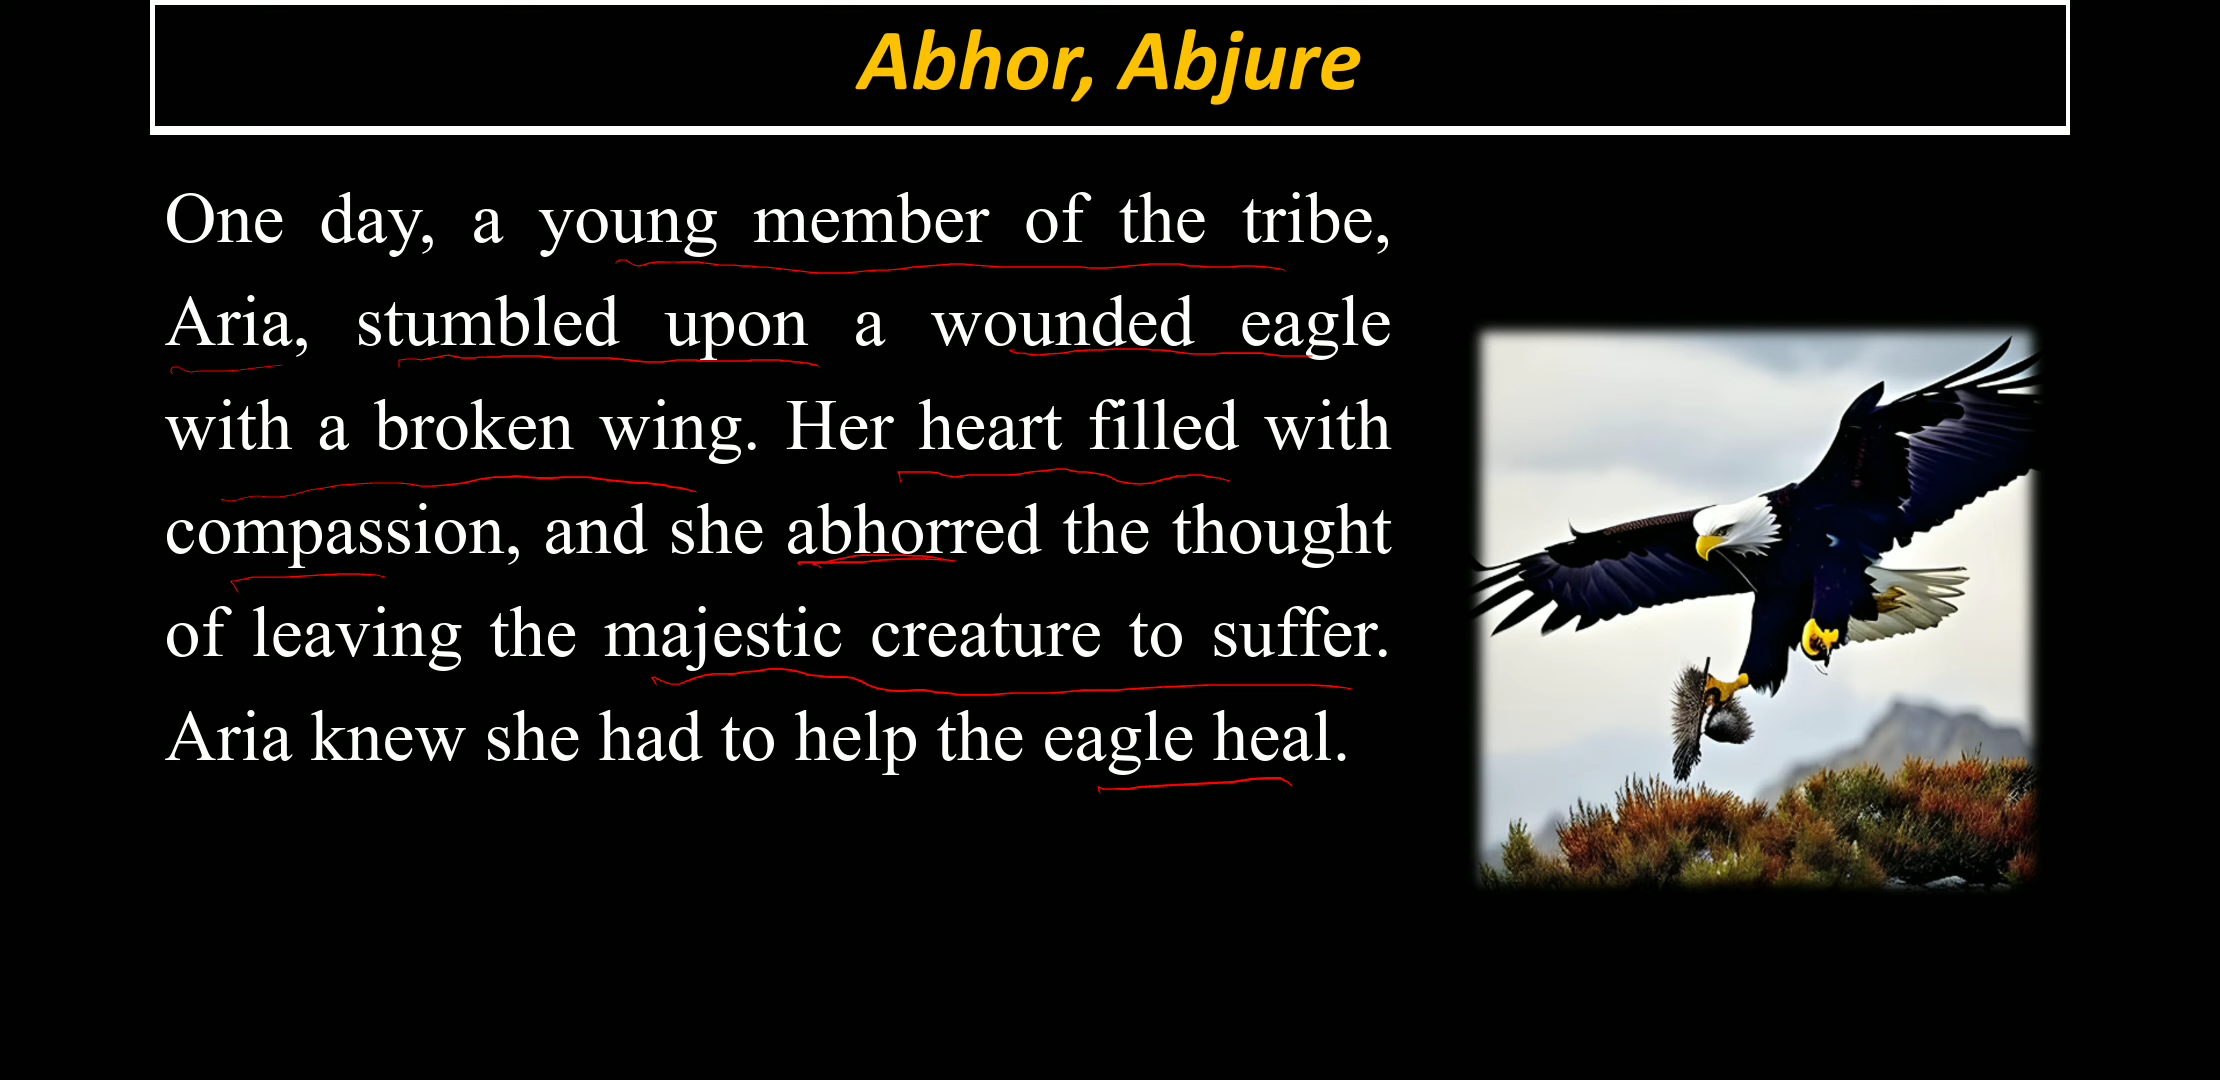 Abhor, Abjure
One day, a young member of the tribe,
Aria, stumbled upon a wounded eagle
with a broken wing. Her heart filled with
compassion, and she abhorred the thought
of leaving the majestic creature to suffer.
Aria knew she had to help the eagle heal.